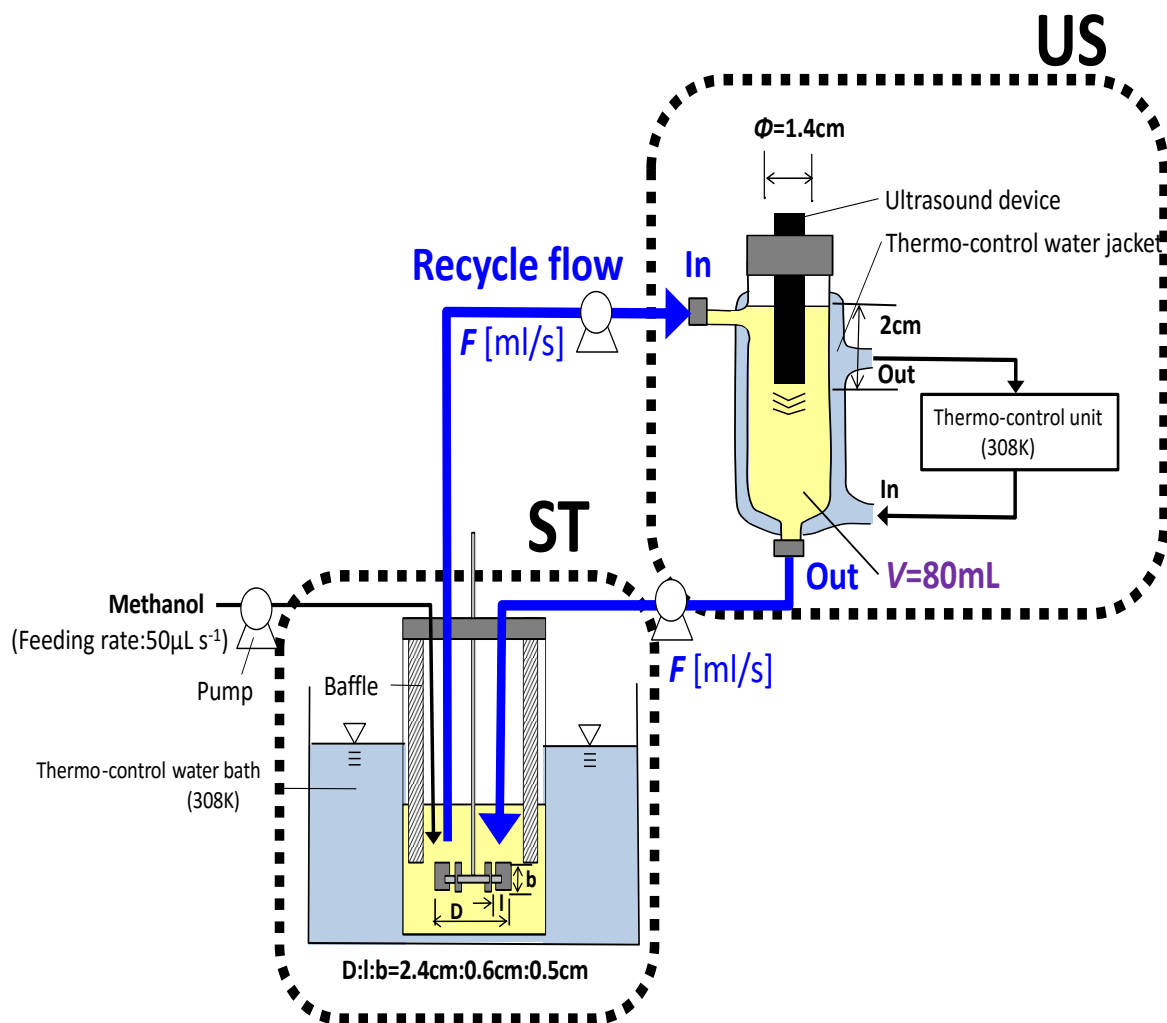 US
Φ=1.4cm
Ultrasound device
Thermo-control water jacket
Recycle flow
In
F [ml/s]
2cm
Out
Thermo-control unit
(308K)
In
ST
Out
V=80mL
Methanol
(Feeding rate:50μL s⁻¹)
Pump
F [ml/s]
Baffle
Thermo-control water bath
(308K)
b
l
D
D:l:b=2.4cm:0.6cm:0.5cm